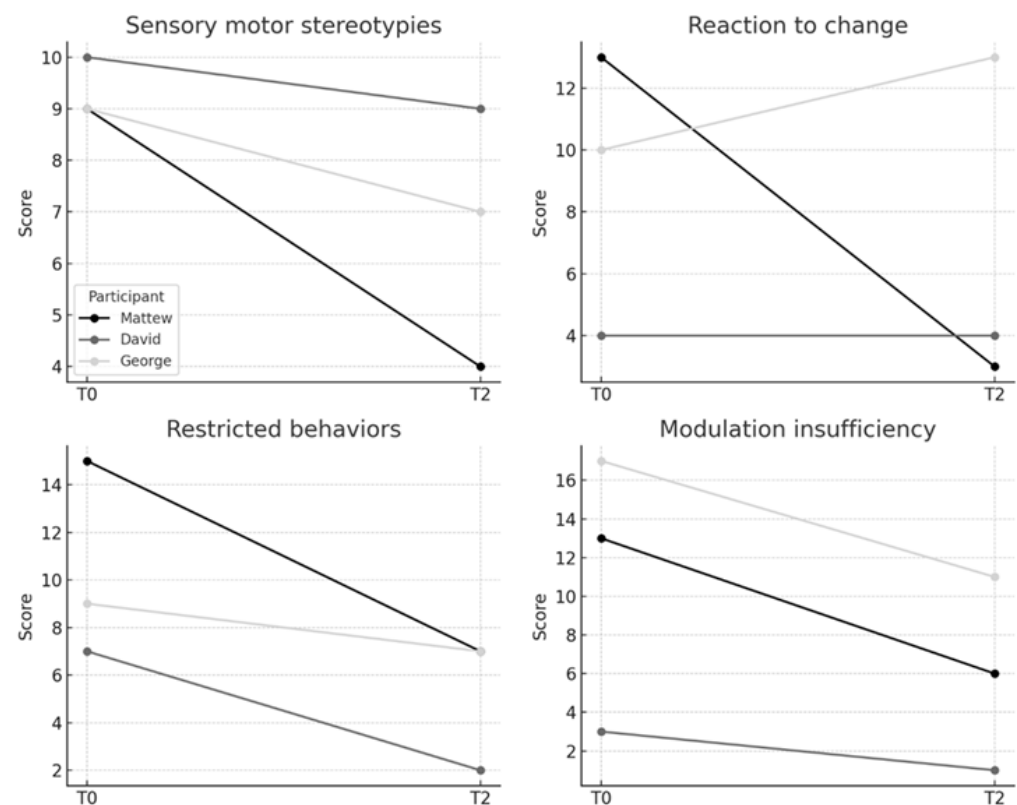 Sensory motor stereotypies
10
9
8
7
6
5
4
Score
Participant
Mattew
David
George
T0
T2
Reaction to change
12
10
8
6
4
Score
T0
T2
Restricted behaviors
14
12
10
8
6
4
2
Score
T0
T2
Modulation insufficiency
16
14
12
10
8
6
4
2
Score
T0
T2